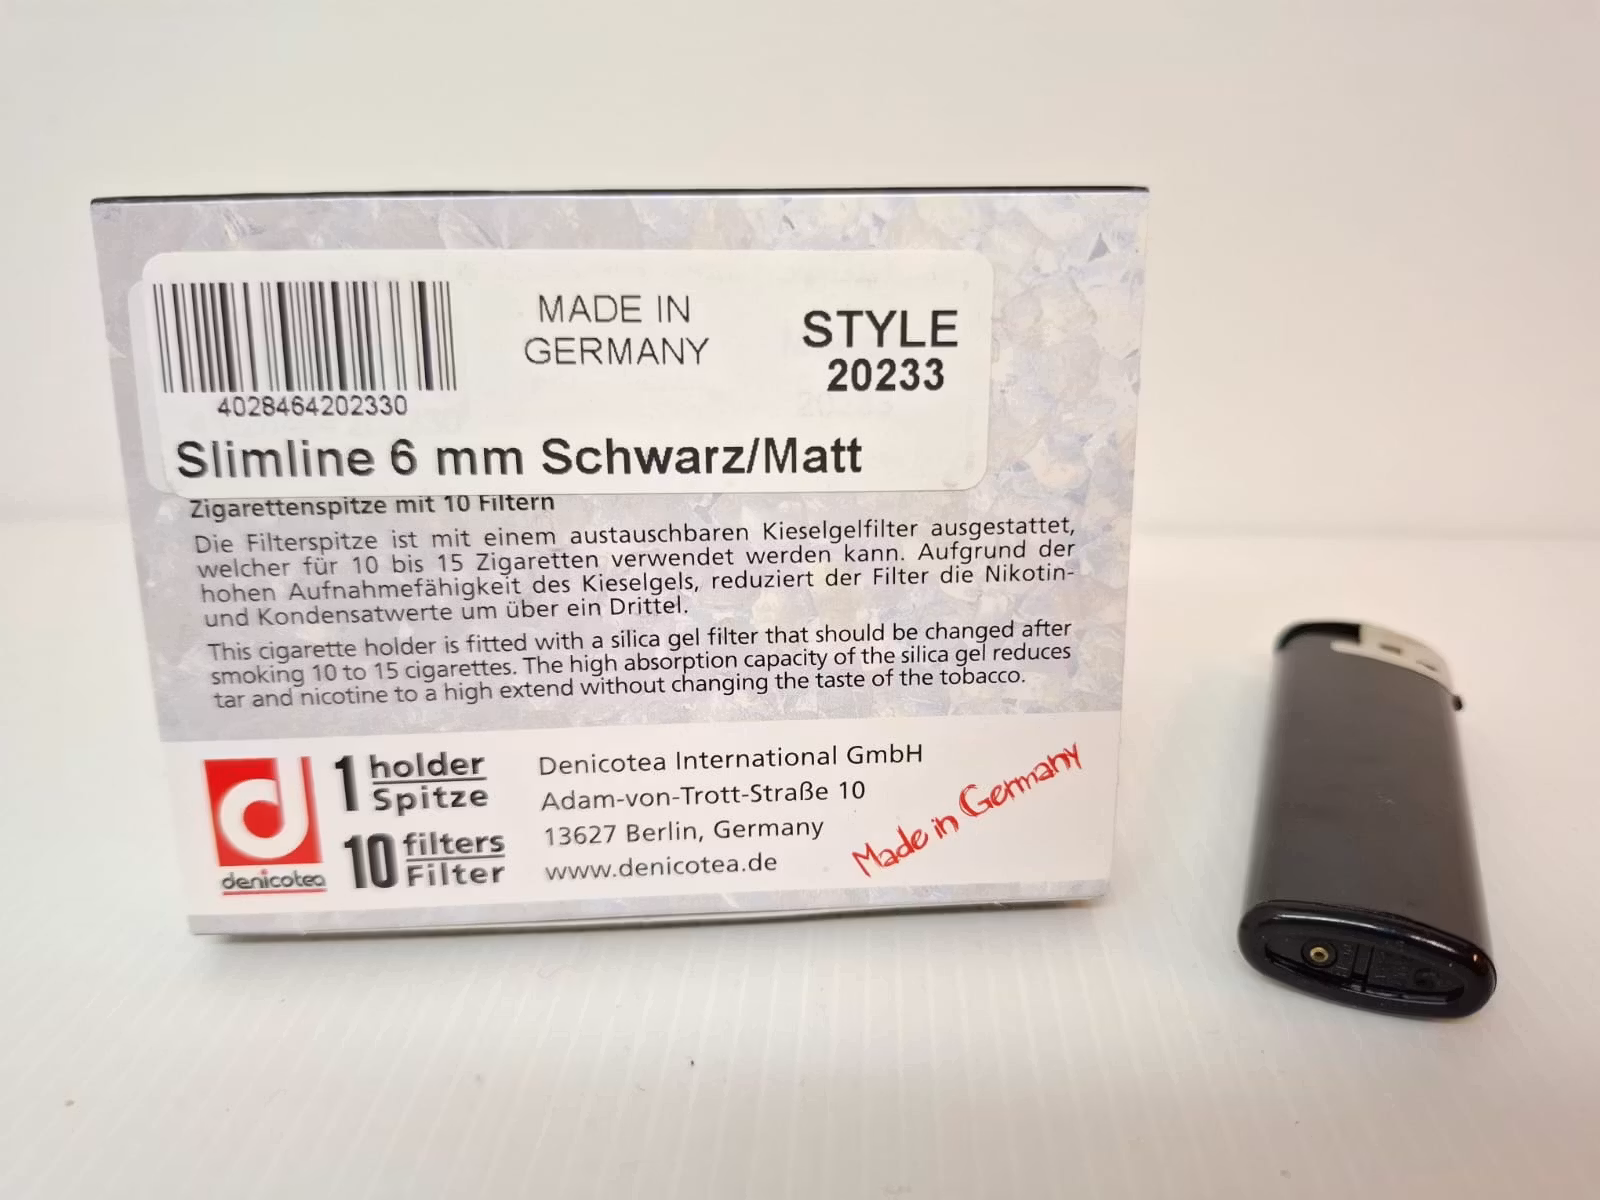 MADE IN
GERMANY
STYLE
20233
4028464202330
Slimline 6 mm Schwarz/Matt
Zigarettenspitze mit 10 Filtern
Die Filterspitze ist mit einem austauschbaren Kieselgelfilter ausgestattet,
welcher für 10 bis 15 Zigaretten verwendet werden kann. Aufgrund der
hohen Aufnahmefähigkeit des Kieselgels, reduziert der Filter die Nikotin-
und Kondensatwerte um über ein Drittel.
This cigarette holder is fitted with a silica gel filter that should be changed after
smoking 10 to 15 cigarettes. The high absorption capacity of the silica gel reduces
tar and nicotine to a high extend without changing the taste of the tobacco.
d
denicotea
1 holder
Spitze
10 filters
Filter
Denicotea International GmbH
Adam-von-Trott-Straße 10
13627 Berlin, Germany
www.denicotea.de
Made in Germany